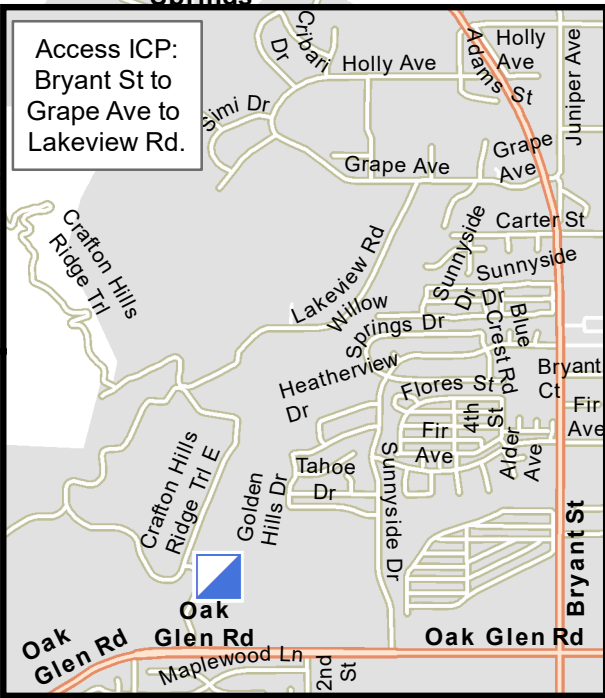 Springs
Access ICP:
Bryant St to
Grape Ave to
Lakeview Rd.
Cribari
Dr
Holly Ave
Adams St
Holly
Ave
Juniper Ave
Simi Dr
Grape Ave
Grape
Ave
Crafton Hills
Ridge Trl
Carter St
Sunnyside
Dr
Sunnyside
Dr
Lakeview Rd
Willow
Springs Dr
Blue
Crest Rd
Heatherview
Dr
Flores St
Bryant
Ct
Fir
Ave
Fir
Ave
4th
St
Alder
Ave
Crafton Hills
Ridge Trl E
Golden
Hills Dr
Tahoe
Dr
Sunnyside Dr
Bryant St
Oak
Glen Rd
Oak
Glen Rd
Oak Glen Rd
Maplewood Ln
2nd
St